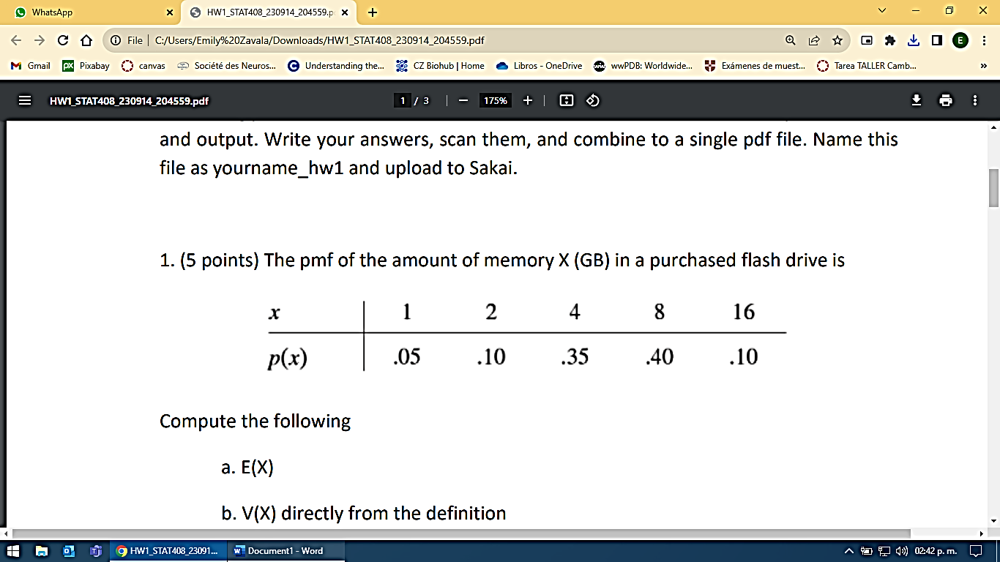 WhatsApp
HW1_STAT408_230914_204559.p
File
C:/Users/Emily%20Zavala/Downloads/HW1_STAT408_230914_204559.pdf
E
Gmail
px Pixabay
canvas
Société des Neuros...
Understanding the...
CZ Biohub | Home
Libros - OneDrive
wwPDB: Worldwide...
Exámenes de muest...
Tarea TALLER Camb...
»
HW1_STAT408_230914_204559.pdf
1 / 3
175%
and output. Write your answers, scan them, and combine to a single pdf file. Name this
file as yourname_hw1 and upload to Sakai.
1. (5 points) The pmf of the amount of memory X (GB) in a purchased flash drive is
x 1 2 4 8 16
p(x) .05 .10 .35 .40 .10
Compute the following
a. E(X)
b. V(X) directly from the definition
HW1_STAT408_23091...
Document1 - Word
02:42 p. m.